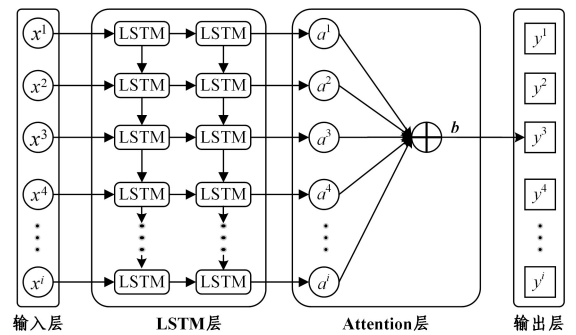 x¹ LSTM LSTM a¹ y¹
x² LSTM LSTM a² y²
x³ LSTM LSTM a³ b y³
x⁴ LSTM LSTM a⁴ y⁴
xⁱ LSTM LSTM aⁱ yⁱ
输入层 LSTM层 Attention层 输出层